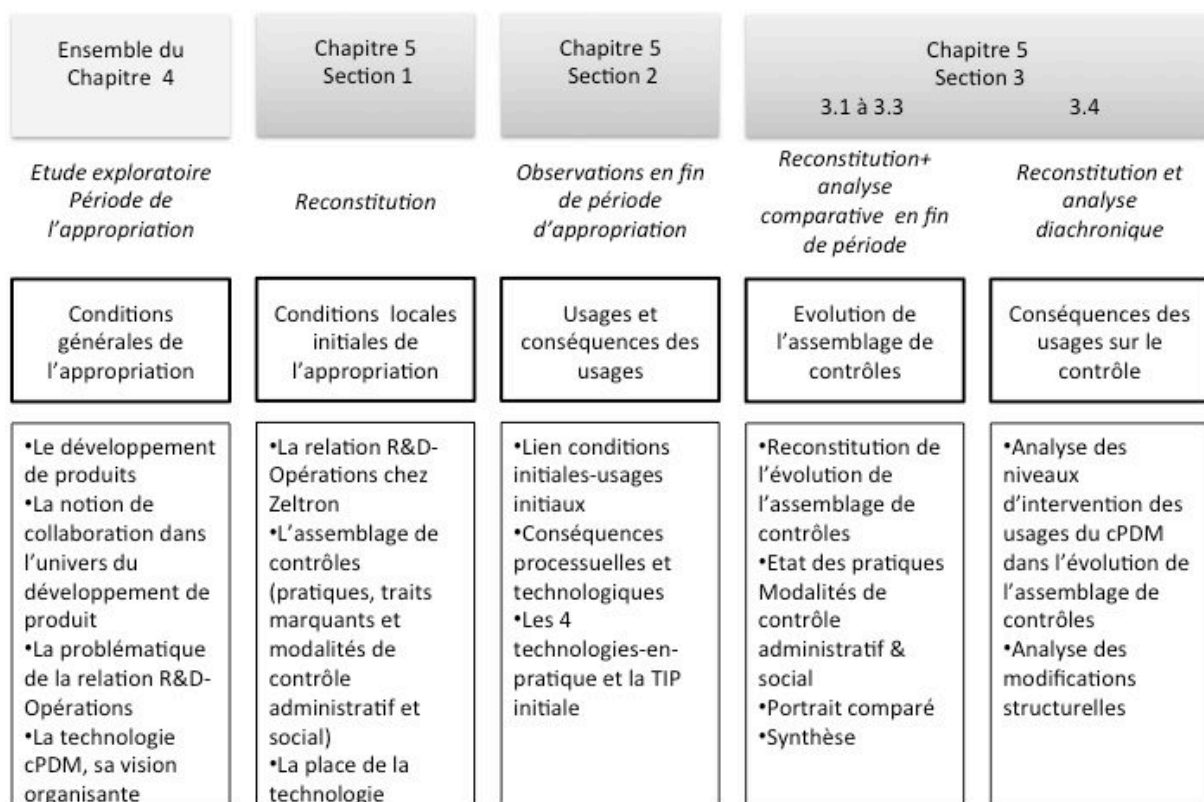 Ensemble du
Chapitre 4
Chapitre 5
Section 1
Chapitre 5
Section 2
Chapitre 5
Section 3
3.1 à 3.3
3.4
Etude exploratoire
Période de
l’appropriation
Reconstitution
Observations en fin
de période
d’appropriation
Reconstitution+
analyse
comparative en fin
de période
Reconstitution et
analyse
diachronique
Conditions
générales de
l’appropriation
Conditions locales
initiales de
l’appropriation
Usages et
conséquences des
usages
Evolution de
l’assemblage de
contrôles
Conséquences des
usages sur le
contrôle
•Le développement
de produits
•La notion de
collaboration dans
l’univers du
développement de
produit
•La problématique
de la relation R&D-
Opérations
•La technologie
cPDM, sa vision
organisante
•La relation R&D-
Opérations chez
Zeltron
•L’assemblage de
contrôles
(pratiques, traits
marquants et
modalités de
contrôle
administratif et
social)
•La place de la
technologie
•Lien conditions
initiales-usages
initiaux
•Conséquences
processuelles et
technologiques
•Les 4
technologies-en-
pratique et la TIP
initiale
•Reconstitution de
l’évolution de
l’assemblage de
contrôles
•Etat des pratiques
Modalités de
contrôle
administratif &
social
•Portrait comparé
•Synthèse
•Analyse des
niveaux
d’intervention des
usages du cPDM
dans l’évolution de
l’assemblage de
contrôles
•Analyse des
modifications
structurelles